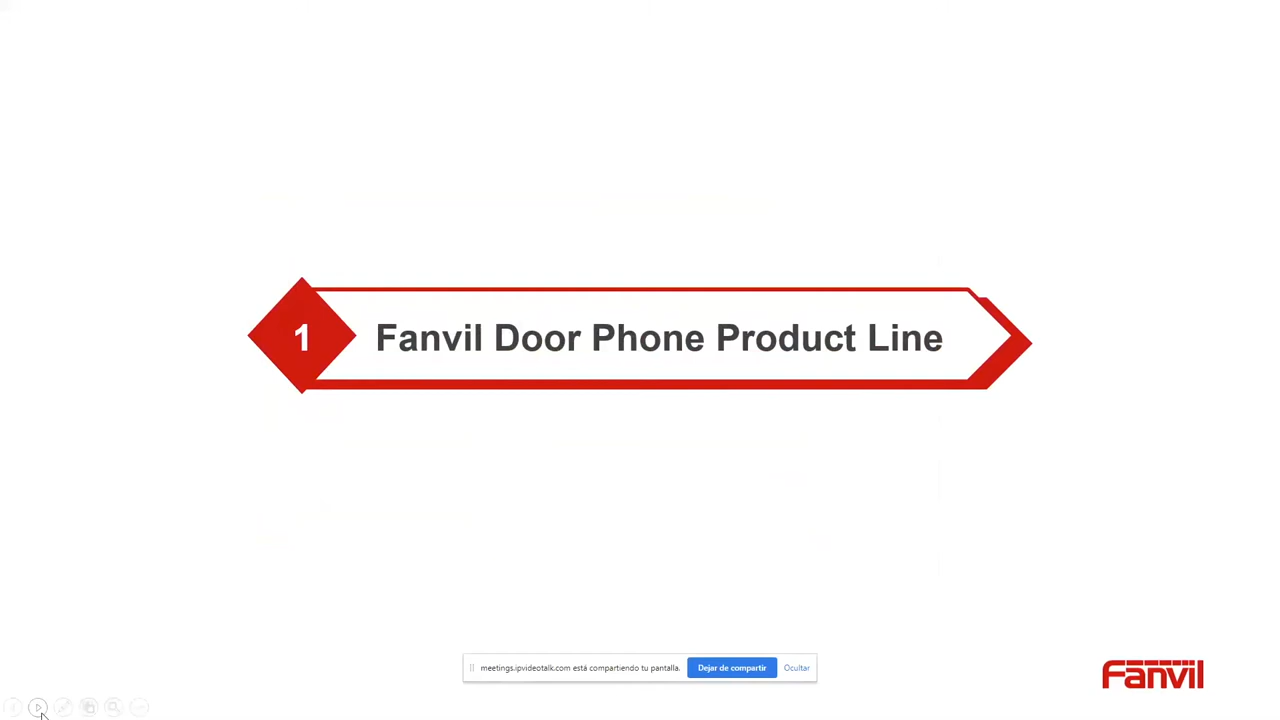 1
Fanvil Door Phone Product Line
meetings.ipvideotalk.com está compartiendo tu pantalla.
Dejar de compartir
Ocultar
Fanvil